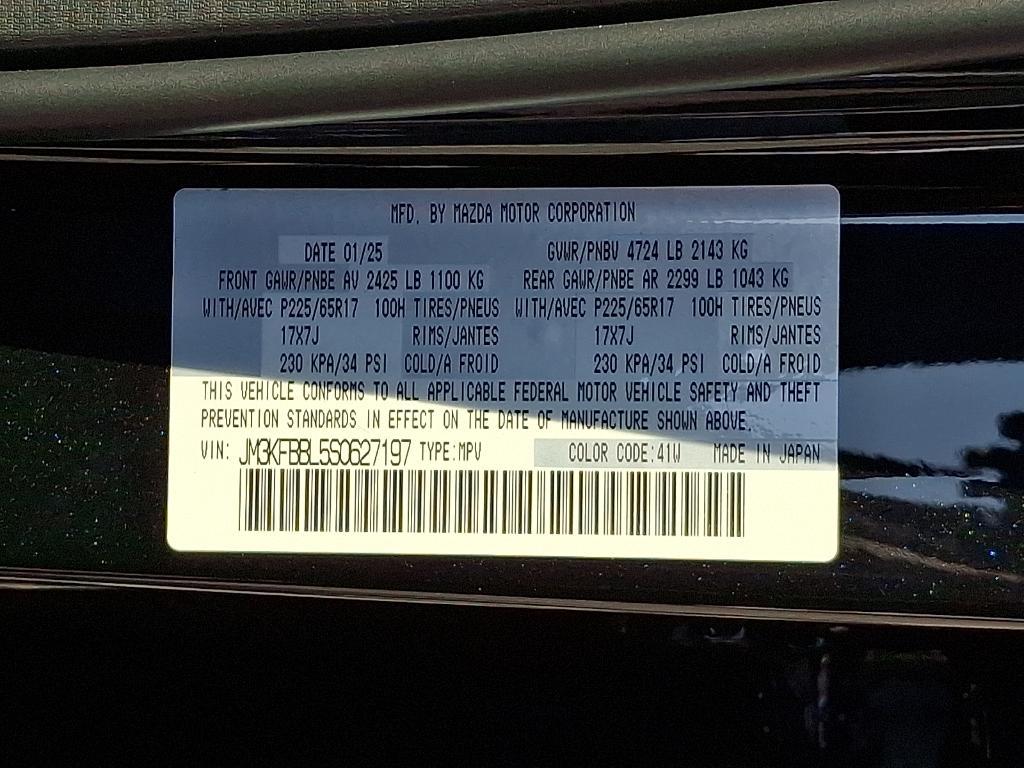 MFD. BY MAZDA MOTOR CORPORATION
DATE 01/25 GVWR/PNBV 4724 LB 2143 KG
FRONT GAWR/PNBE AV 2425 LB 1100 KG REAR GAWR/PNBE AR 2299 LB 1043 KG
WITH/AVEC P225/65R17 100H TIRES/PNEUS WITH/AVEC P225/65R17 100H TIRES/PNEUS
17X7J RIMS/JANTES 17X7J RIMS/JANTES
230 KPA/34 PSI COLD/A FROID 230 KPA/34 PSI COLD/A FROID
THIS VEHICLE CONFORMS TO ALL APPLICABLE FEDERAL MOTOR VEHICLE SAFETY AND THEFT
PREVENTION STANDARDS IN EFFECT ON THE DATE OF MANUFACTURE SHOWN ABOVE.
VIN: JM3KFBBL5S0627197 TYPE:MPV COLOR CODE:41W MADE IN JAPAN